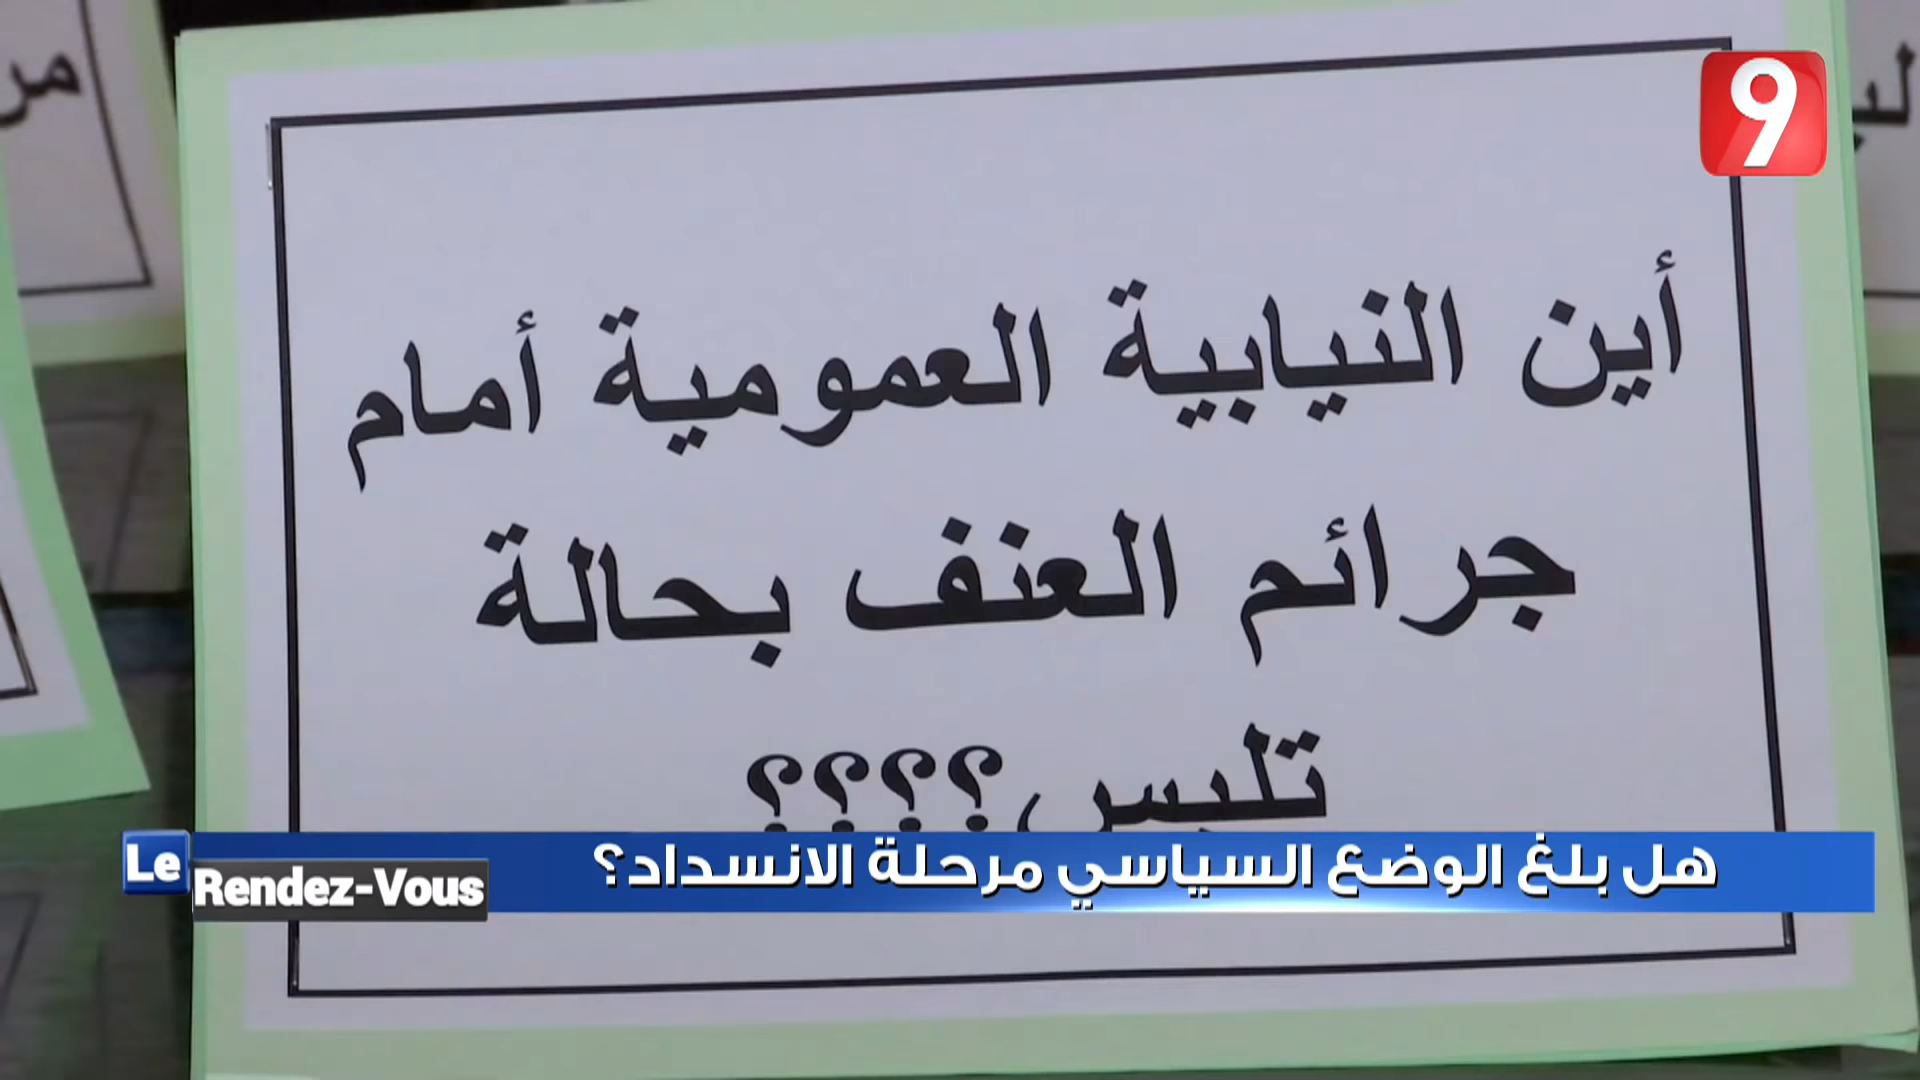 9
أين النيابية العمومية أمام
جرائم العنف بحالة
تلبس؟؟؟؟
Le Rendez-Vous
هل بلغ الوضع السياسي مرحلة الانسداد؟